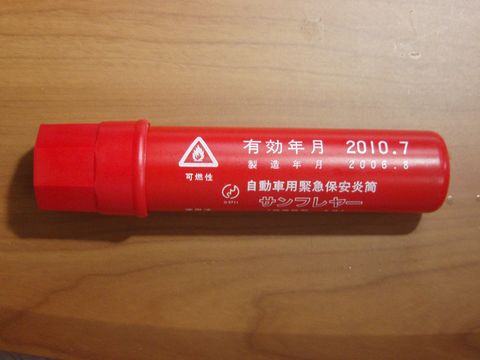 有効年月 2010.7
製造年月 2006.8
可燃性
自動車用緊急保安炎筒
サンフレヤー